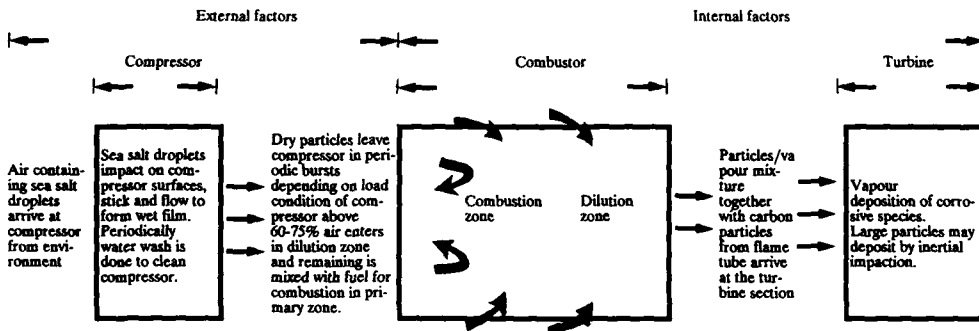 External factors
Internal factors
Compressor
Combustor
Turbine
Air contain-
ing sea salt
droplets
arrive at
compressor
from envi-
ronment
Sea salt droplets
impact on com-
pressor surfaces,
stick and flow to
form wet film.
Periodically
water wash is
done to clean
compressor.
Dry particles leave
compressor in peri-
odic bursts
depending on load
condition of com-
pressor above
60-75% air enters
in dilution zone
and remaining is
mixed with fuel for
combustion in pri-
mary zone.
Combustion
zone
Dilution
zone
Particles/va
pour mix-
ture
together
with carbon
particles
from flame
tube arrive
at the tur-
bine section
Vapour
deposition of corro-
sive species.
Large particles may
deposit by inertial
impaction.